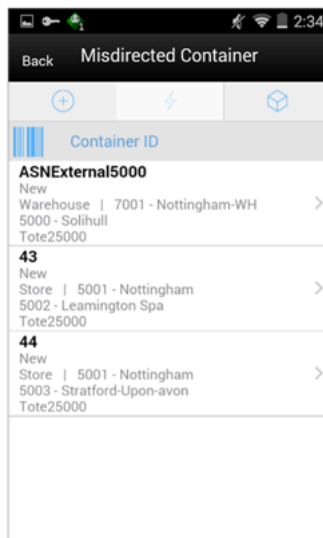 2:34
Back Misdirected Container
Container ID
ASNExternal5000
New
Warehouse | 7001 - Nottingham-WH
5000 - Solihull
Tote25000
43
New
Store | 5001 - Nottingham
5002 - Leamington Spa
Tote25000
44
New
Store | 5001 - Nottingham
5003 - Stratford-Upon-avon
Tote25000